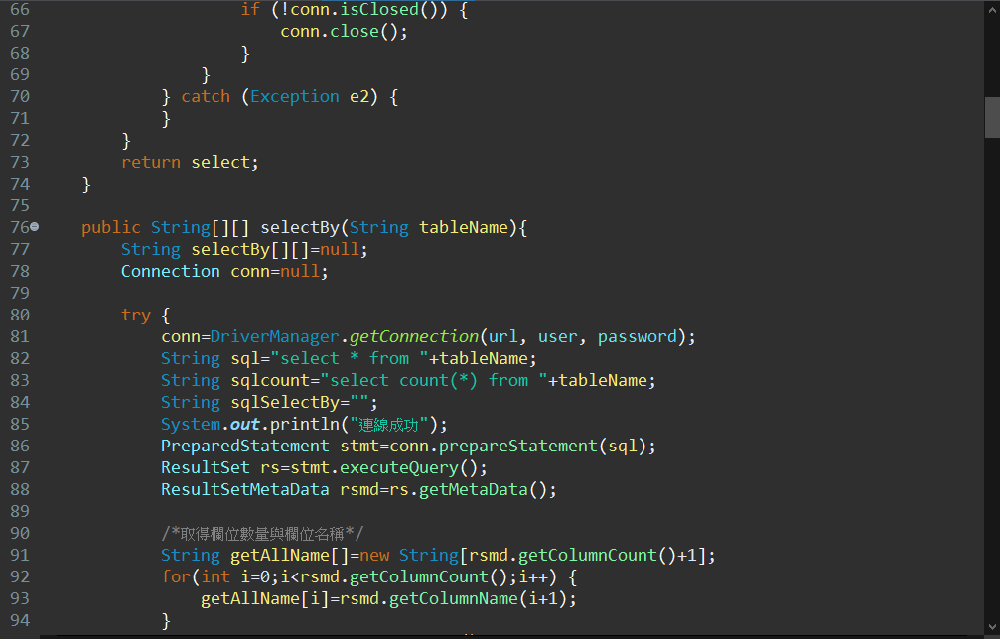 66                     if (!conn.isClosed()) {
67                         conn.close();
68                     }
69                 }
70             } catch (Exception e2) {
71             }
72         }
73         return select;
74     }
75
76     public String[][] selectBy(String tableName){
77         String selectBy[][]=null;
78         Connection conn=null;
79
80         try {
81             conn=DriverManager.getConnection(url, user, password);
82             String sql="select * from "+tableName;
83             String sqlcount="select count(*) from "+tableName;
84             String sqlSelectBy="";
85             System.out.println("連線成功");
86             PreparedStatement stmt=conn.prepareStatement(sql);
87             ResultSet rs=stmt.executeQuery();
88             ResultSetMetaData rsmd=rs.getMetaData();
89
90             /*取得欄位數量與欄位名稱*/
91             String getAllName[]=new String[rsmd.getColumnCount()+1];
92             for(int i=0;i<rsmd.getColumnCount();i++) {
93                 getAllName[i]=rsmd.getColumnName(i+1);
94             }